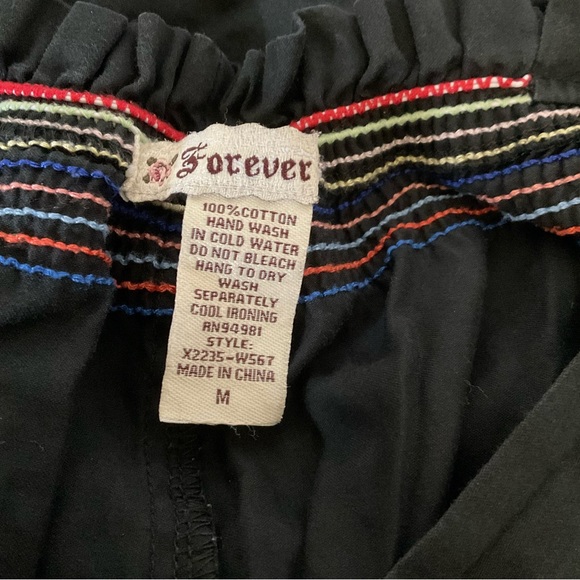 Forever
100%COTTON
HAND WASH
IN COLD WATER
DO NOT BLEACH
HANG TO DRY
WASH
SEPARATELY
COOL IRONING
RN94981
STYLE:
X2235-W567
MADE IN CHINA
M